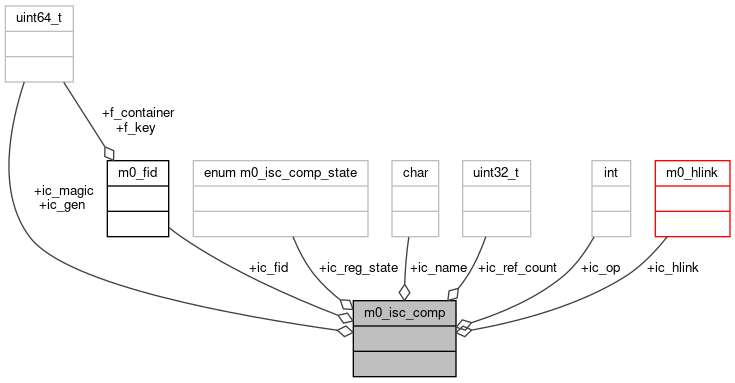 uint64_t
+f_container
+f_key
m0_fid
enum m0_isc_comp_state
char
uint32_t
int
m0_hlink
+ic_magic
+ic_gen
+ic_fid
+ic_reg_state
+ic_name
+ic_ref_count
+ic_op
+ic_hlink
m0_isc_comp